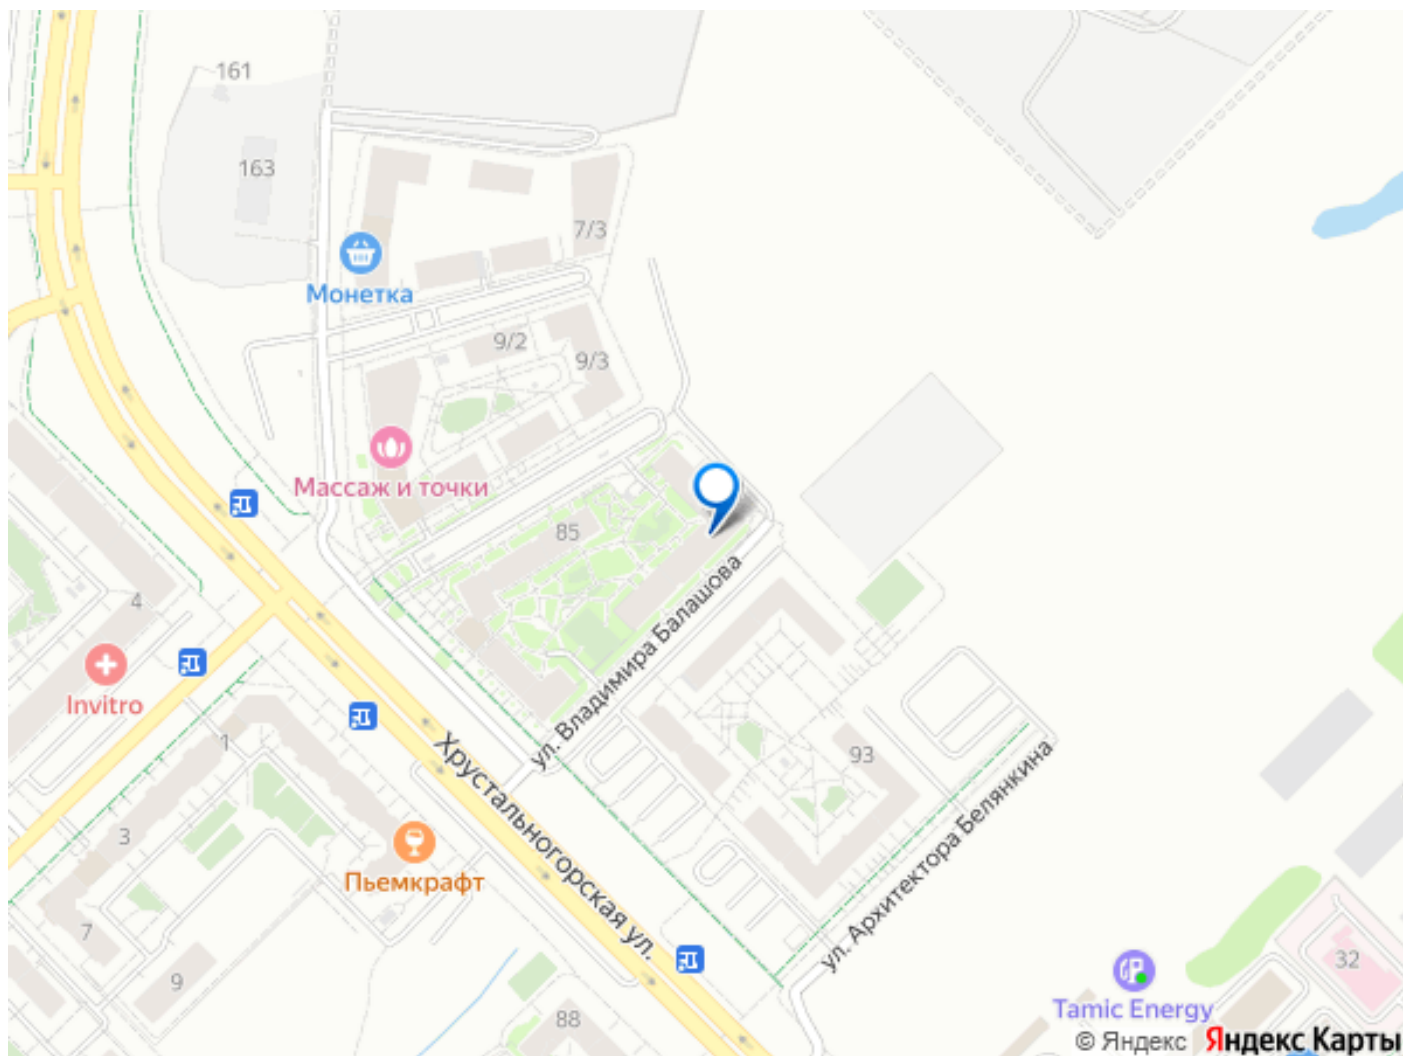 161
163
7/3
Монетка
9/2
9/3
Массаж и точки
85
4
Invitro
ул. Владимира Балашова
1
93
3
Хрустальногорская ул.
Пьемкрафт
ул. Архитектора Белянкина
7
9
88
32
Tamic Energy
© Яндекс Яндекс Карты